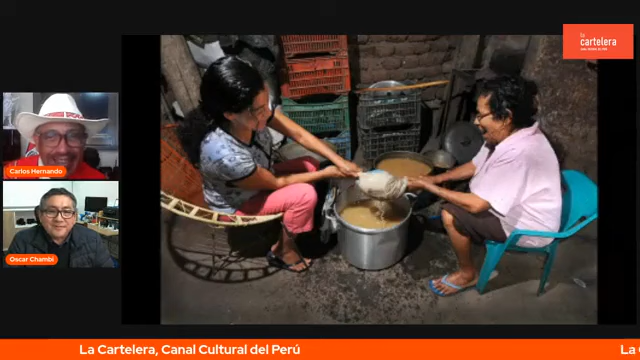 La
cartelera
Carlos Hernando
Oscar Chambi
La Cartelera, Canal Cultural del Perú
La